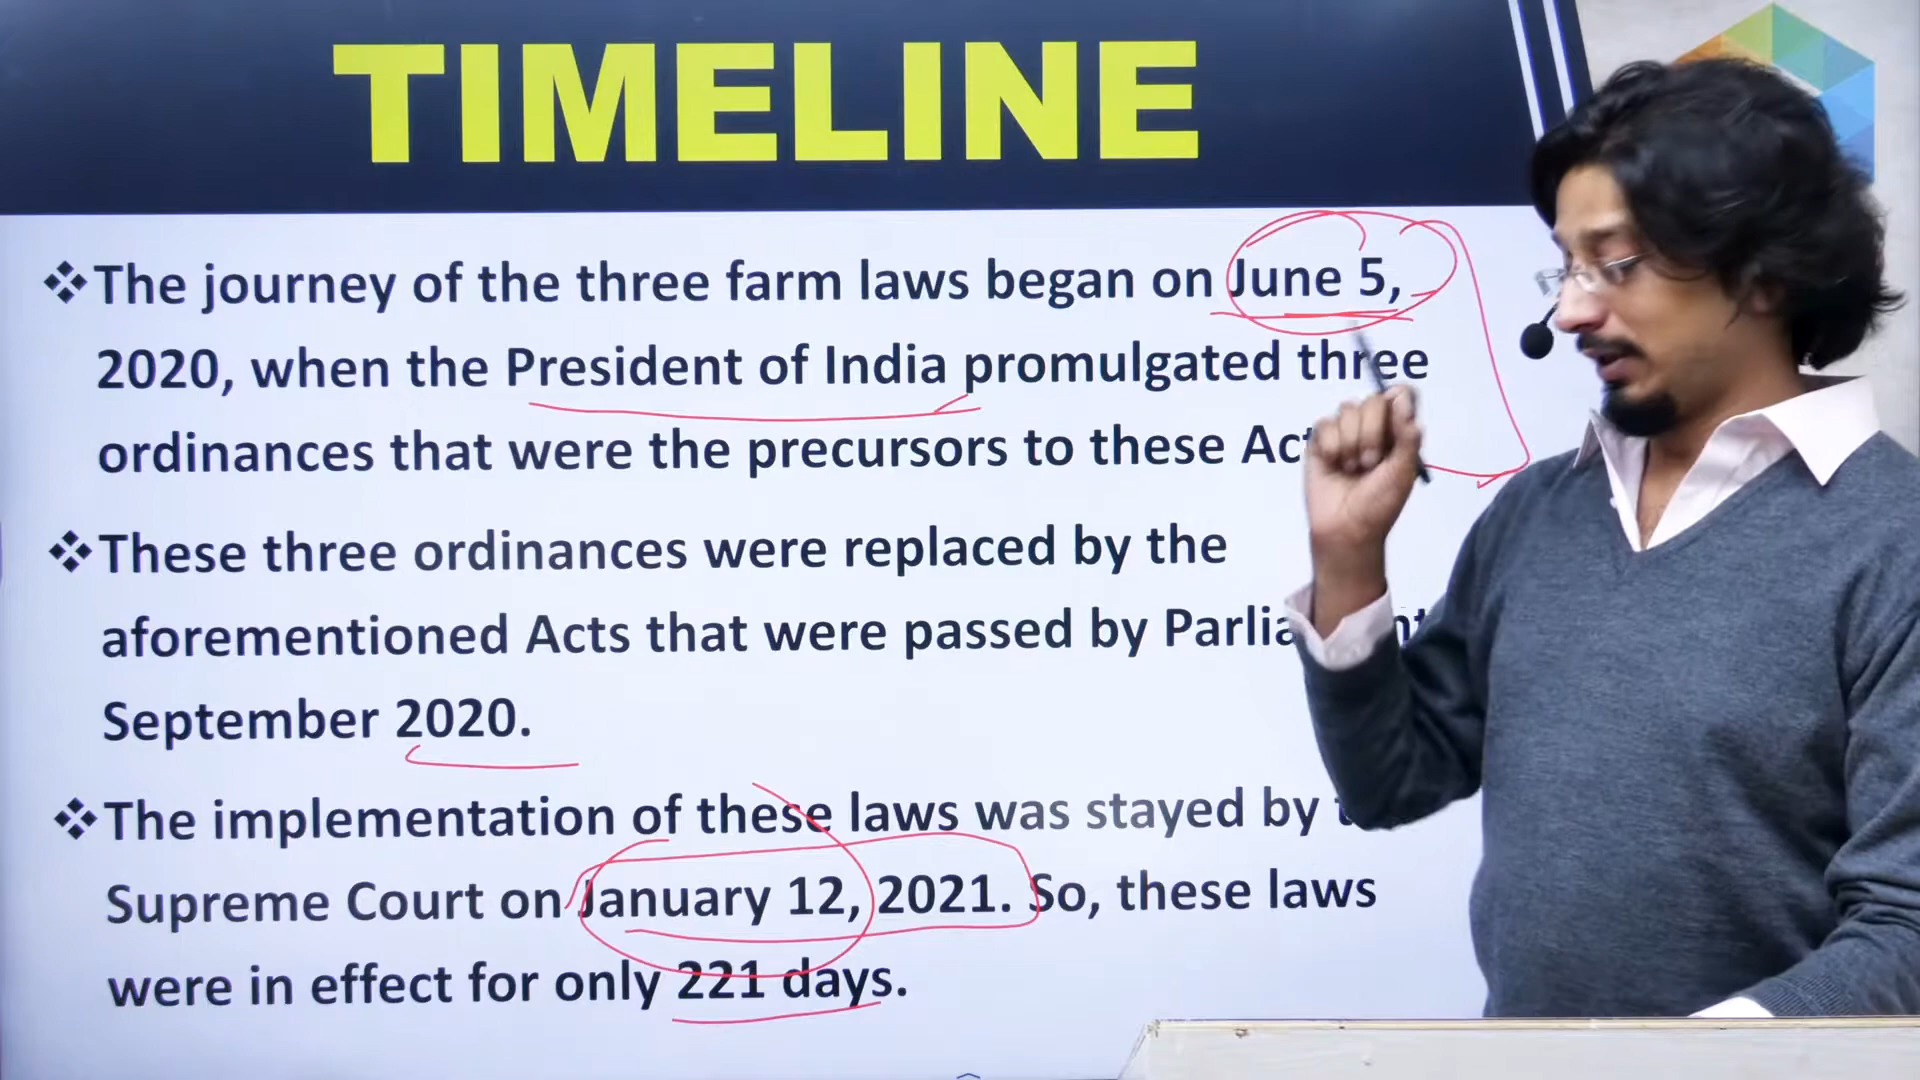 TIMELINE
❖The journey of the three farm laws began on June 5,
2020, when the President of India promulgated three
ordinances that were the precursors to these
❖These three ordinances were replaced by the
aforementioned Acts that were passed by
September 2020.
❖The implementation of these laws was stayed by
Supreme Court on January 12, 2021. So, these laws
were in effect for only 221 days.